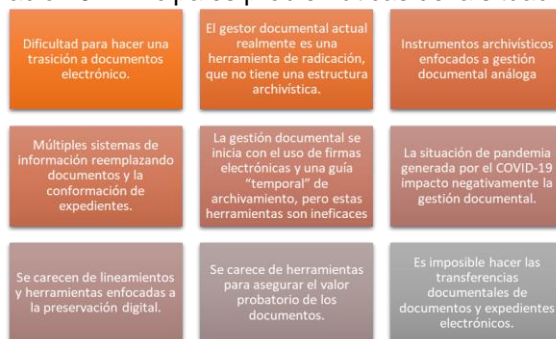 Dificultad para hacer una
trasición a documentos
electrónico.
El gestor documental actual
realmente es una
herramienta de radicación,
que no tiene una estructura
archivística.
Instrumentos archivísticos
enfocados a gestión
documental análoga
Múltiples sistemas de
información reemplazando
documentos y la
conformación de
expedientes.
La gestión documental se
inicia con el uso de firmas
electrónicas y una guía
"temporal" de
archivamiento, pero estas
herramientas son ineficaces
La situación de pandemia
generada por el COVID-19
impacto negativamente la
gestión documental.
Se carecen de lineamientos
y herramientas enfocadas a
la preservación digital.
Se carece de herramientas
para asegurar el valor
probatorio de los
documentos.
Es imposible hacer las
transferencias
documentales de
documentos y expedientes
electrónicos.